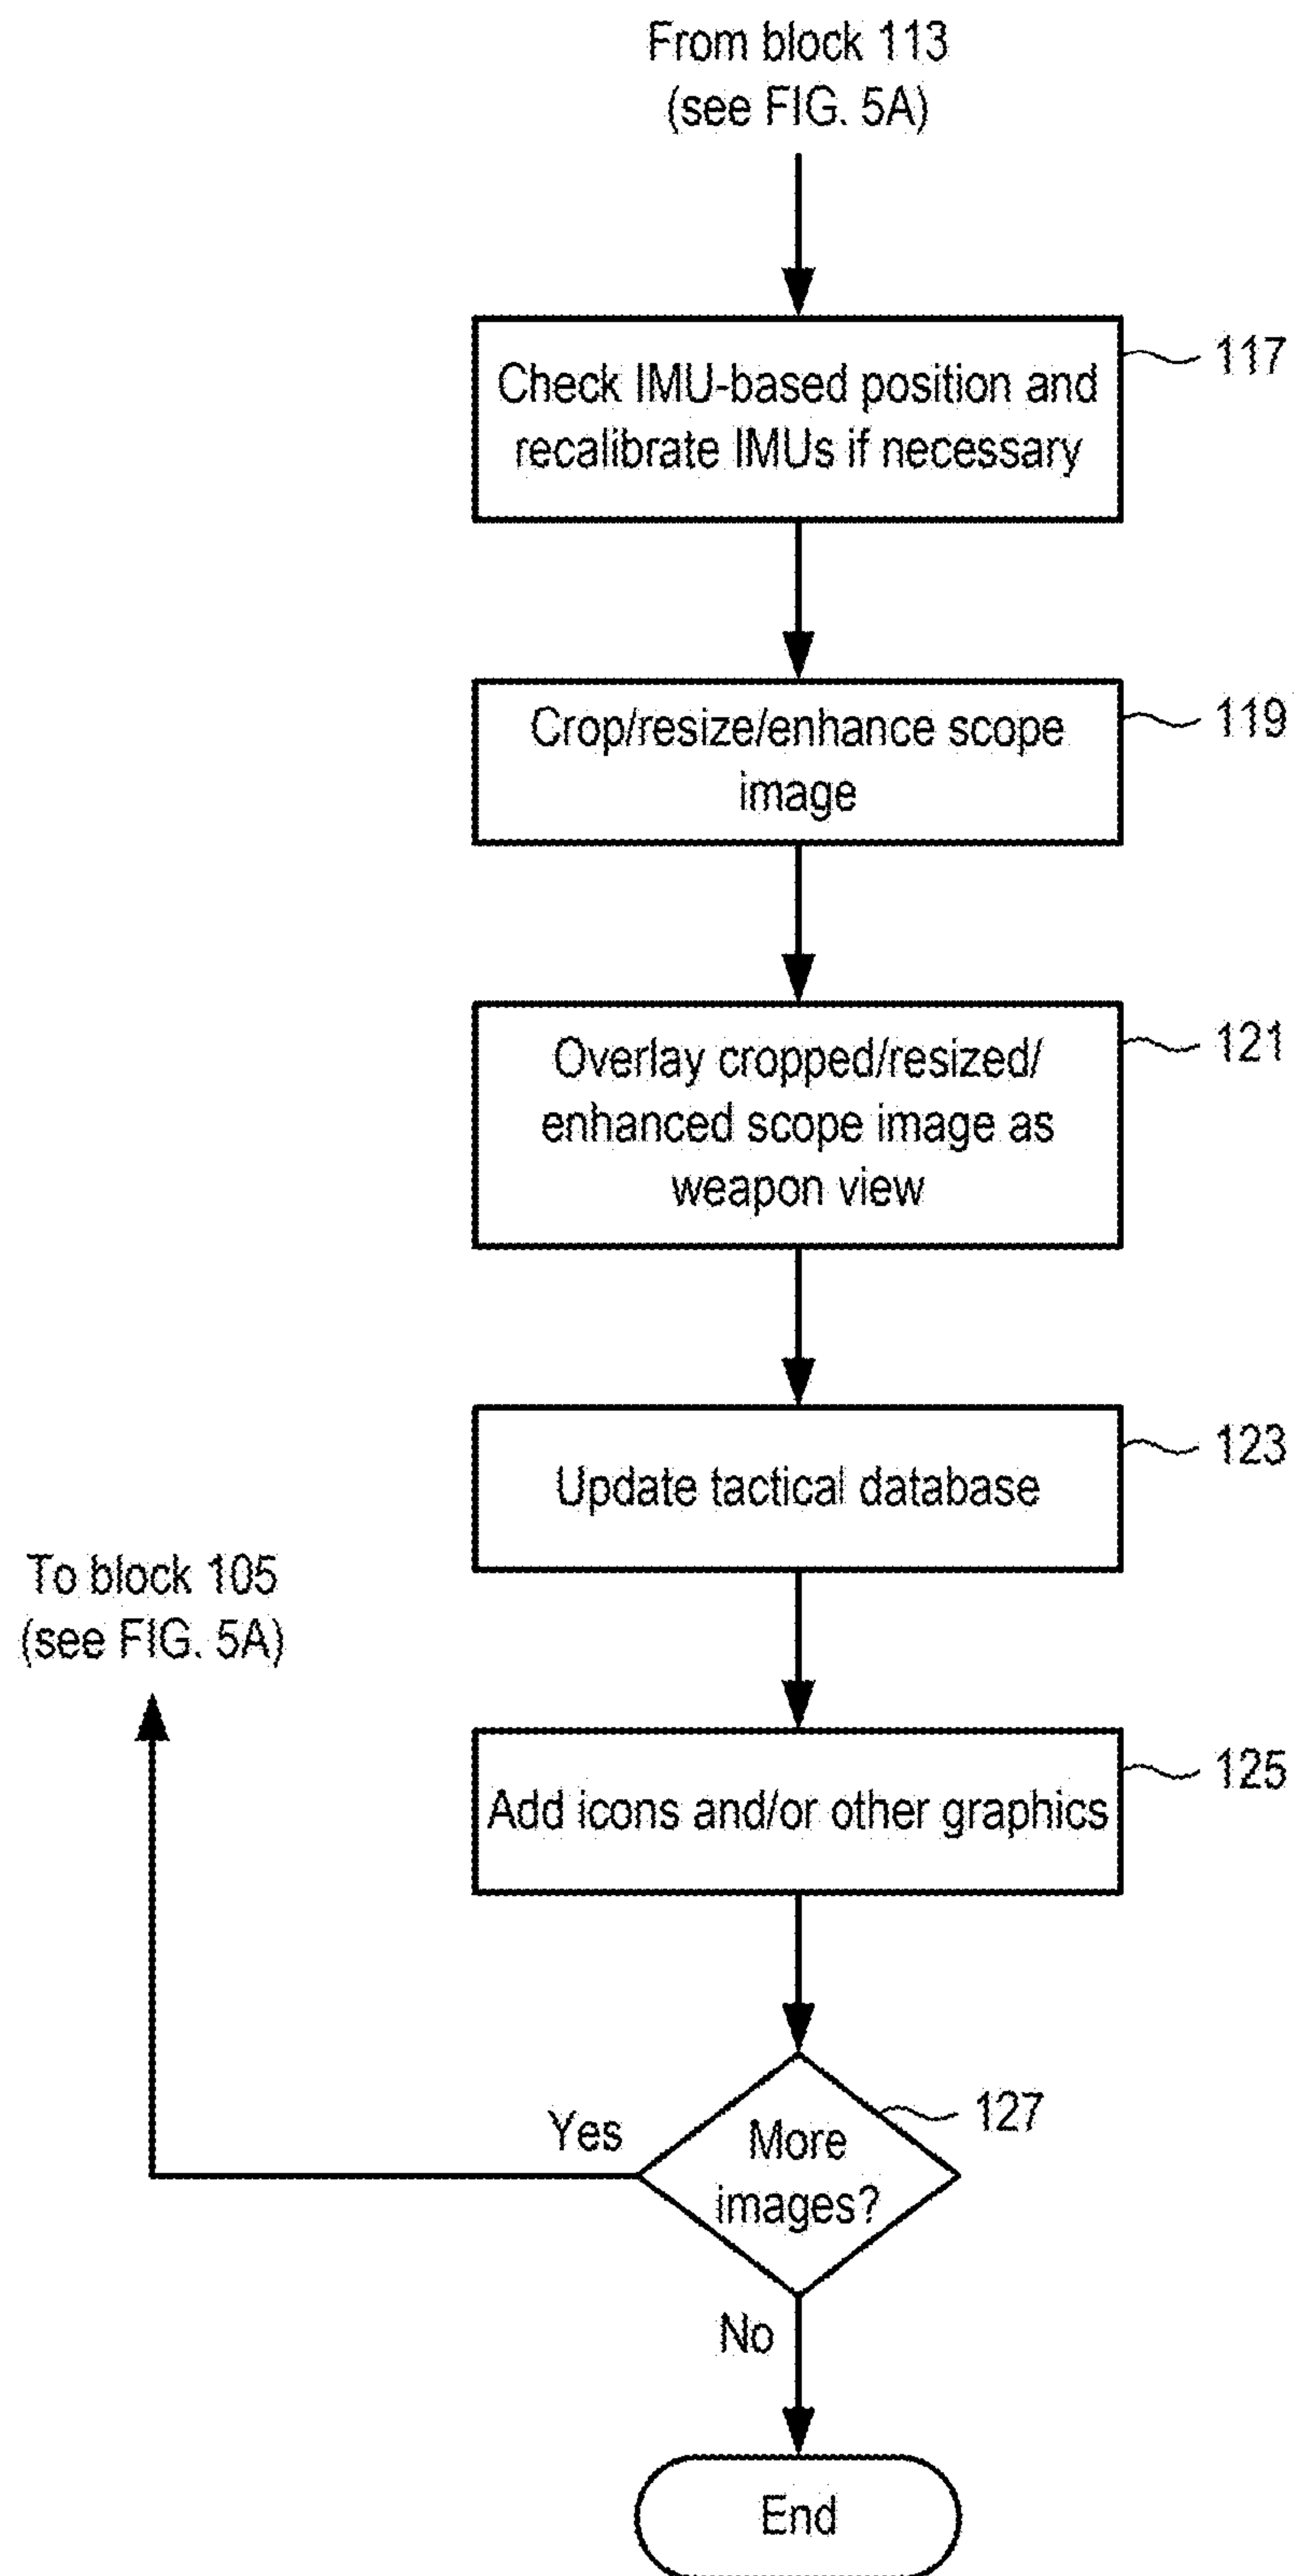 From block 113
(see FIG. 5A)
Check IMU-based position and
recalibrate IMUs if necessary
117
Crop/resize/enhance scope
image
119
Overlay cropped/resized/
enhanced scope image as
weapon view
121
Update tactical database
123
To block 105
(see FIG. 5A)
Add icons and/or other graphics
125
Yes
More
images?
127
No
End